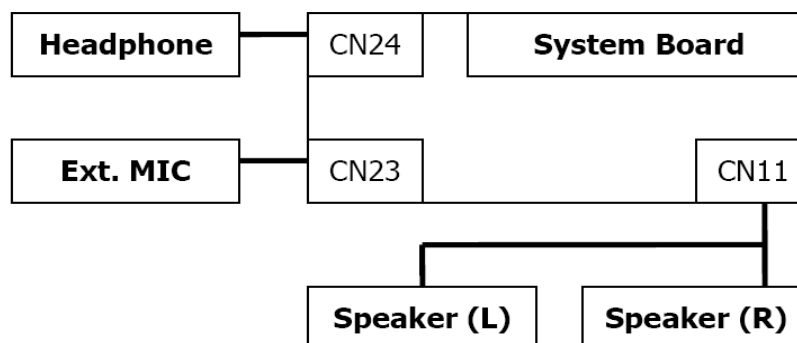 Headphone
CN24
System Board
Ext. MIC
CN23
CN11
Speaker (L)
Speaker (R)